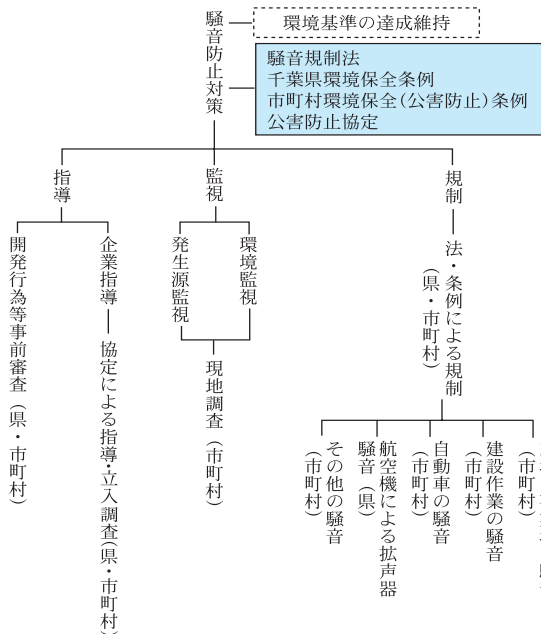 騒音防止対策
環境基準の達成維持
騒音規制法
千葉県環境保全条例
市町村環境保全(公害防止)条例
公害防止協定
規制
法・条例による規制
(県・市町村)
(市町村)
建設作業の騒音
(市町村)
自動車の騒音
(市町村)
航空機による拡声器
騒音(県)
その他の騒音
(市町村)
監視
環境監視
発生源監視
現地調査(市町村)
指導
企業指導
協定による指導・立入調査(県・市町村)
開発行為等事前審査(県・市町村)